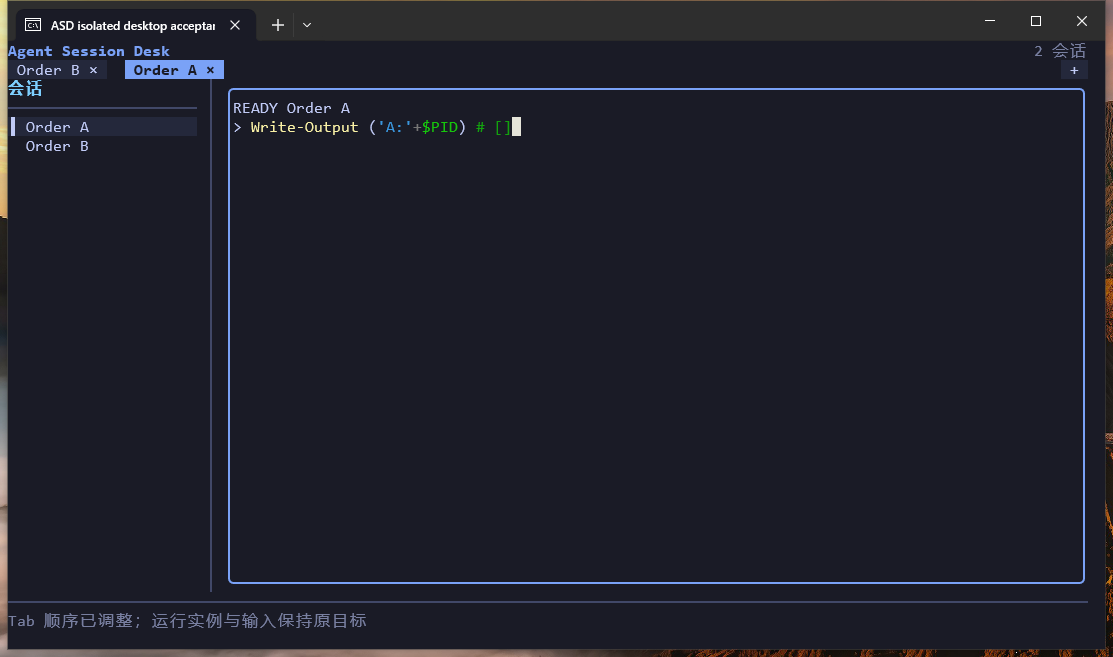 ASD isolated desktop acceptar
Agent Session Desk
2 会话
Order B ×
Order A ×
+
会话
Order A
Order B
READY Order A
> Write-Output ('A:'+$PID) # []
Tab 顺序已调整; 运行实例与输入保持原目标